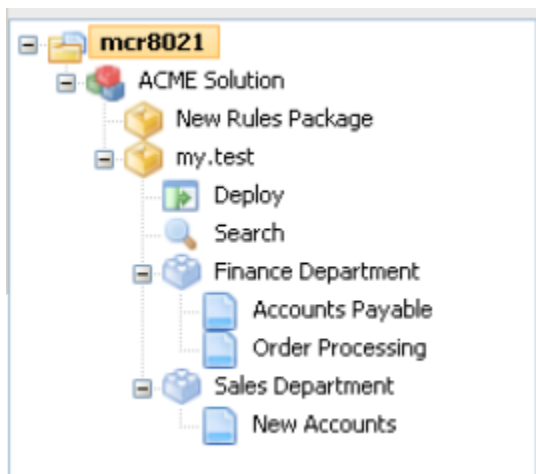 mcr8021
ACME Solution
New Rules Package
my.test
Deploy
Search
Finance Department
Accounts Payable
Order Processing
Sales Department
New Accounts